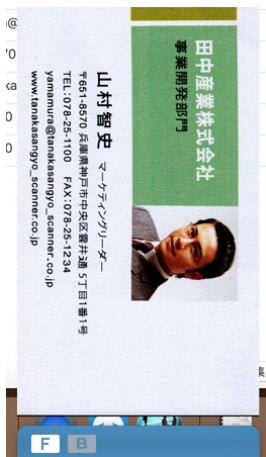 田中産業株式会社
事業開発部門
山村智史 マーケティングリーダー
〒651-8570 兵庫県神戸市中央区雲井通 5丁目1番1号
TEL:078-25-1100 FAX:078-25-1234
yamamura@tanakasangyo_scanner.co.jp
www.tanakasangyo_scanner.co.jp
F B